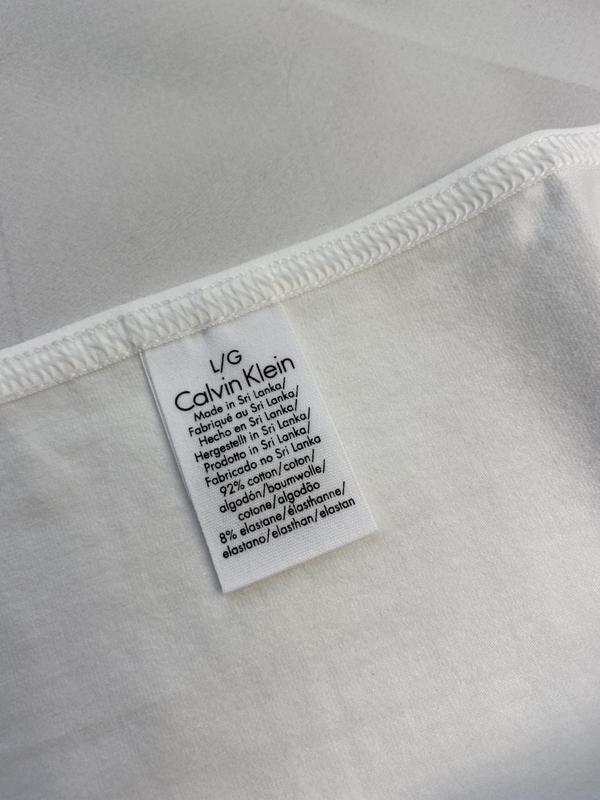 L/G
Calvin Klein
Made in Sri Lanka/
Fabriqué au Sri Lanka/
Hecho en Sri Lanka/
Hergestellt in Sri Lanka/
Prodotto in Sri Lanka/
Fabricado no Sri Lanka
92% cotton/coton/
algodón/baumwolle/
cotone/algodão
8% elastane/élasthanne/
elastano/elasthan/elastan